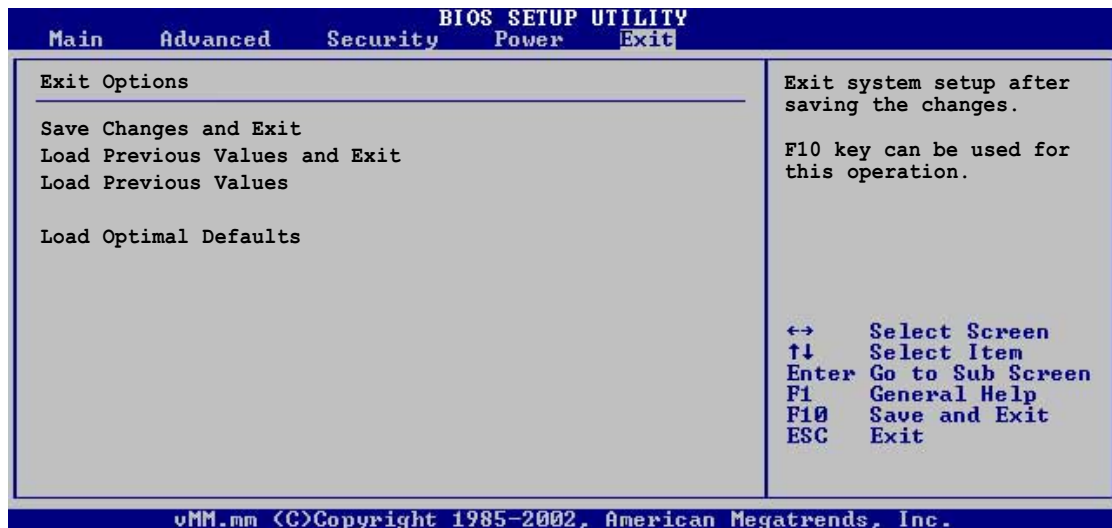 BIOS SETUP UTILITY
Main Advanced Security Power Exit
Exit Options
Save Changes and Exit
Load Previous Values and Exit
Load Previous Values
Load Optimal Defaults
Exit system setup after
saving the changes.
F10 key can be used for
this operation.
←→ Select Screen
↑↓ Select Item
Enter Go to Sub Screen
F1 General Help
F10 Save and Exit
ESC Exit
vMM.mm (C)Copyright 1985-2002, American Megatrends, Inc.